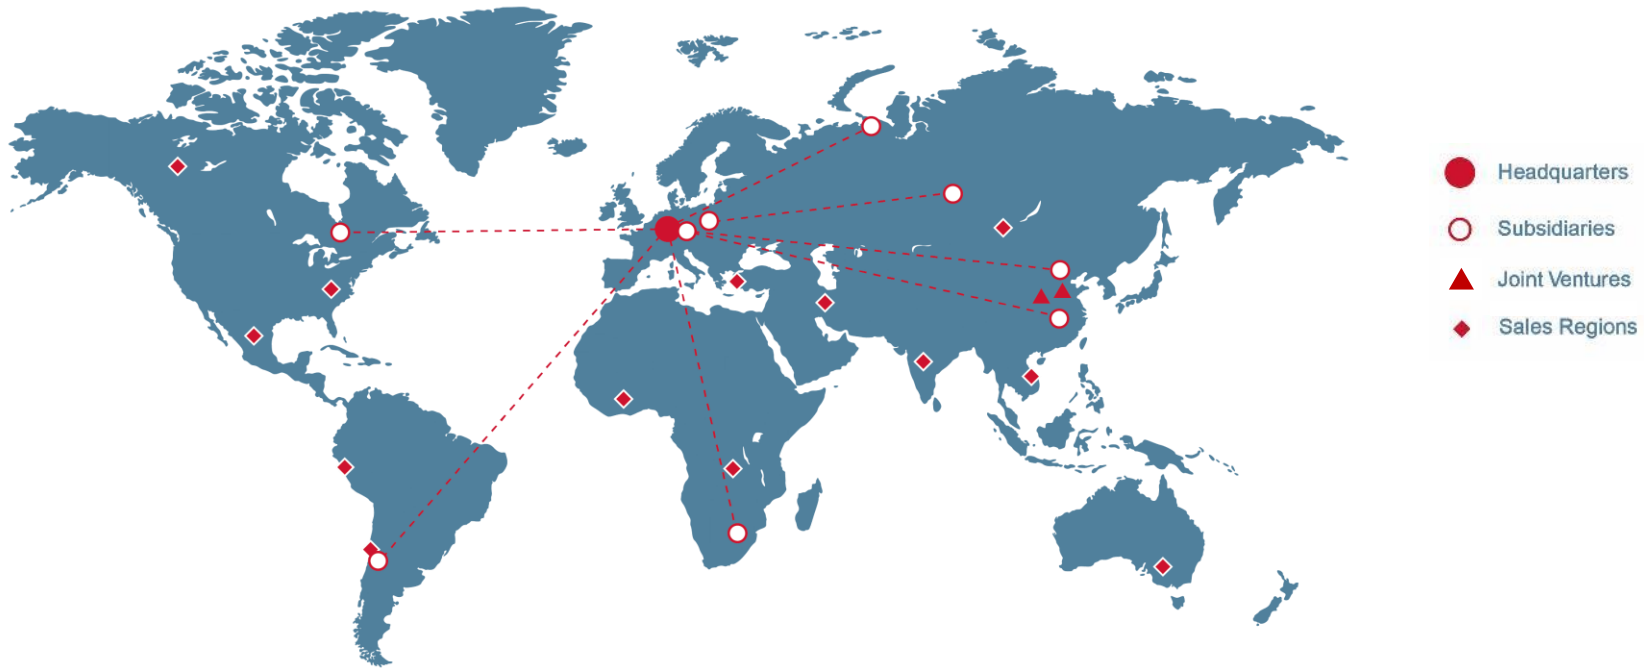 Headquarters
Subsidiaries
Joint Ventures
Sales Regions